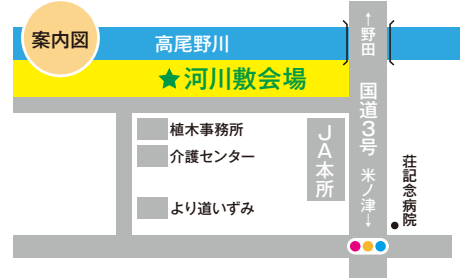 案内図
高尾野川
★河川敷会場
植木事務所
介護センター
より道いずみ
JA本所
↑野田
国道3号
米ノ津↓
荘記念病院